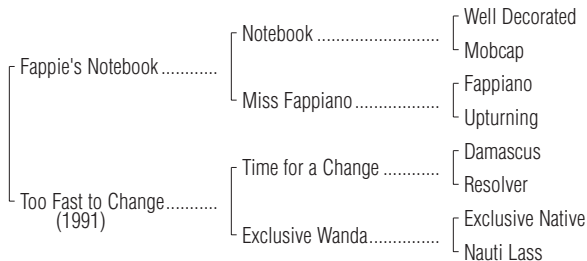 Well Decorated
Notebook ........................
Mobcap
Fappie's Notebook...........
Fappiano
Miss Fappiano.................
Upturning
Damascus
Time for a Change ...........
Resolver
Too Fast to Change..........
(1991)
Exclusive Native
Exclusive Wanda..............
Nauti Lass